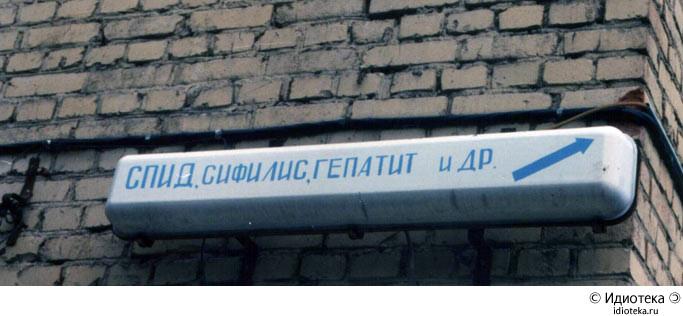 СПИД, СИФИЛИС, ГЕПАТИТ И ДР.
© Идиотека
idioteka.ru